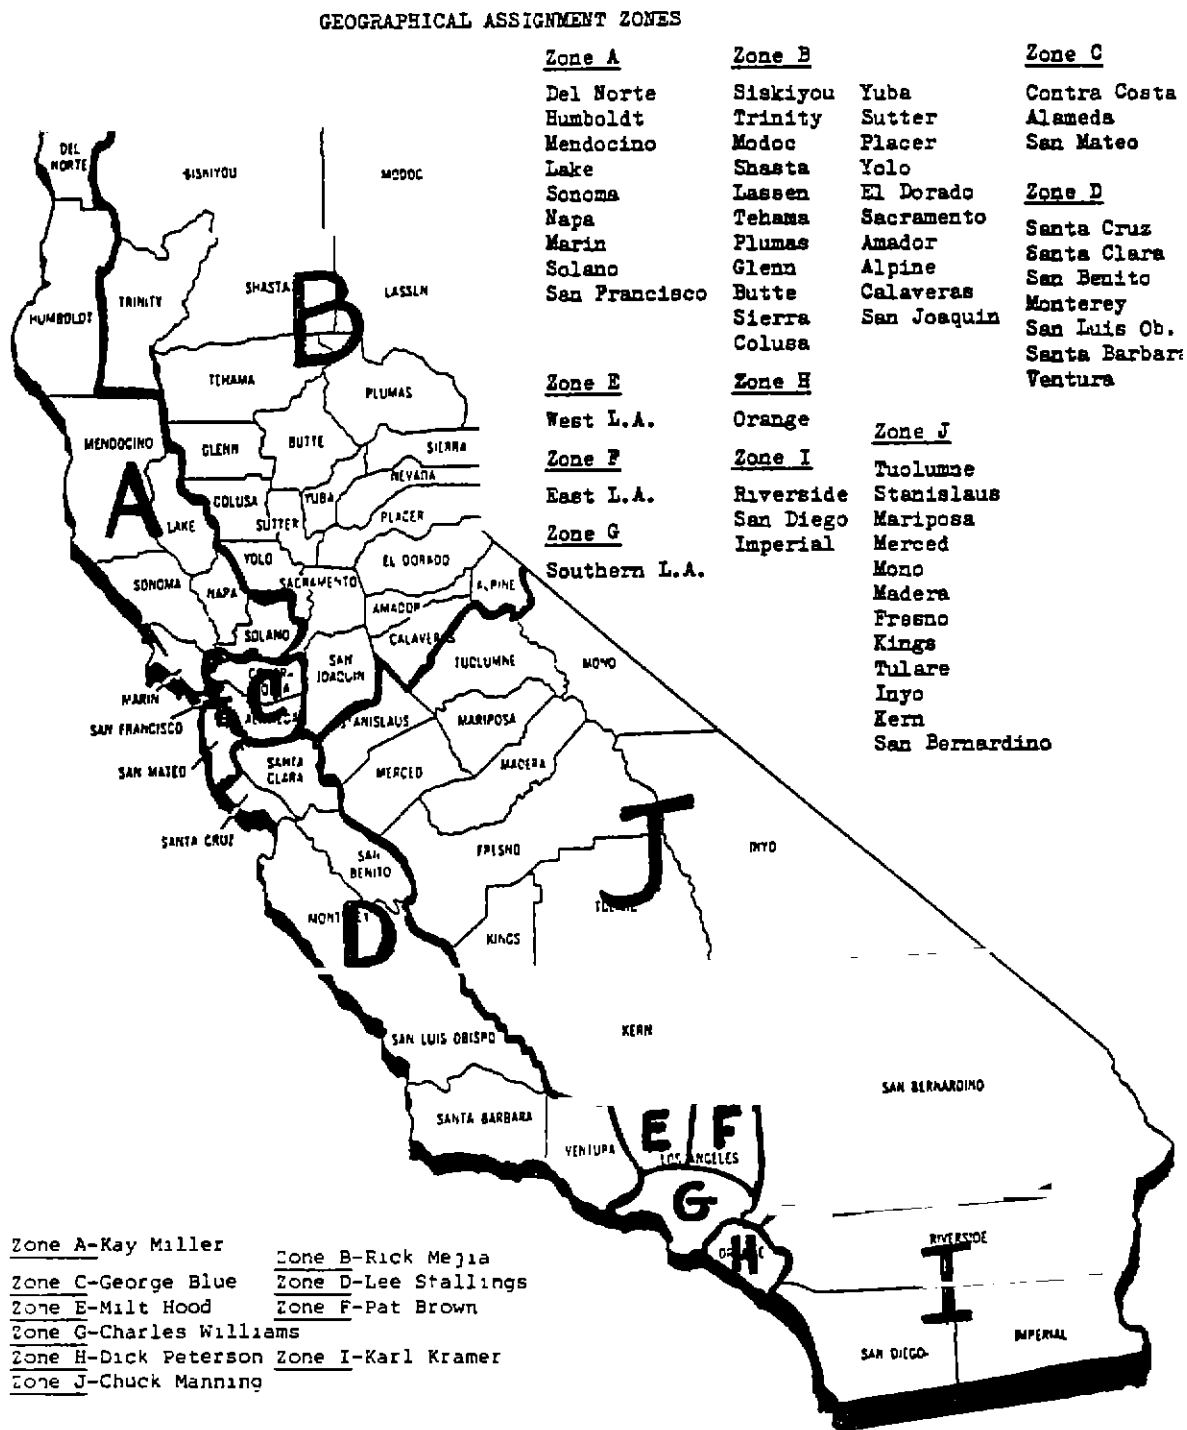 GEOGRAPHICAL ASSIGNMENT ZONES
Zone A
Del Norte
Humboldt
Mendocino
Lake
Sonoma
Napa
Marin
Solano
San Francisco
Zone B
Siskiyou Yuba
Trinity Sutter
Modoc Placer
Shasta Yolo
Lassen El Dorado
Tehama Sacramento
Plumas Amador
Glenn Alpine
Butte Calaveras
Sierra San Joaquin
Colusa
Zone C
Contra Costa
Alameda
San Mateo
Zone D
Santa Cruz
Santa Clara
San Benito
Monterey
San Luis Ob.
Santa Barbara
Ventura
Zone E
West L.A.
Zone F
East L.A.
Zone G
Southern L.A.
Zone H
Orange
Zone I
Riverside
San Diego
Imperial
Zone J
Tuolumne
Stanislaus
Mariposa
Merced
Mono
Madera
Fresno
Kings
Tulare
Inyo
Kern
San Bernardino
DEL
NORTE
SISKIYOU
MODOC
HUMBOLDT
TRINITY
SHASTA
LASSEN
B
TEHAMA
PLUMAS
MENDOCINO
GLENN
BUTTE
SIERRA
NEVADA
A
COLUSA
YUBA
LAKE
SUTTER
PLACER
YOLO
EL DORADO
SONOMA
NAPA
SACRAMENTO
ALPINE
AMADOR
SOLANO
CALAVERAS
SAN
JOAQUIN
TUOLUMNE
MONO
MARIN
C
SAN FRANCISCO
STANISLAUS
MARIPOSA
SAN MATEO
SANTA
CLARA
MERCED
MADERA
SANTA CRUZ
SAN
BENITO
FRESNO
J
INYO
MONTEREY
D
KINGS
SAN LUIS OBISPO
KERN
SAN BERNARDINO
SANTA BARBARA
VENTURA
E
F
LOS ANGELES
G
H
RIVERSIDE
I
SAN DIEGO
IMPERIAL
Zone A-Kay Miller
Zone B-Rick Mejia
Zone C-George Blue
Zone D-Lee Stallings
Zone E-Milt Hood
Zone F-Pat Brown
Zone G-Charles Williams
Zone H-Dick Peterson Zone I-Karl Kramer
Zone J-Chuck Manning